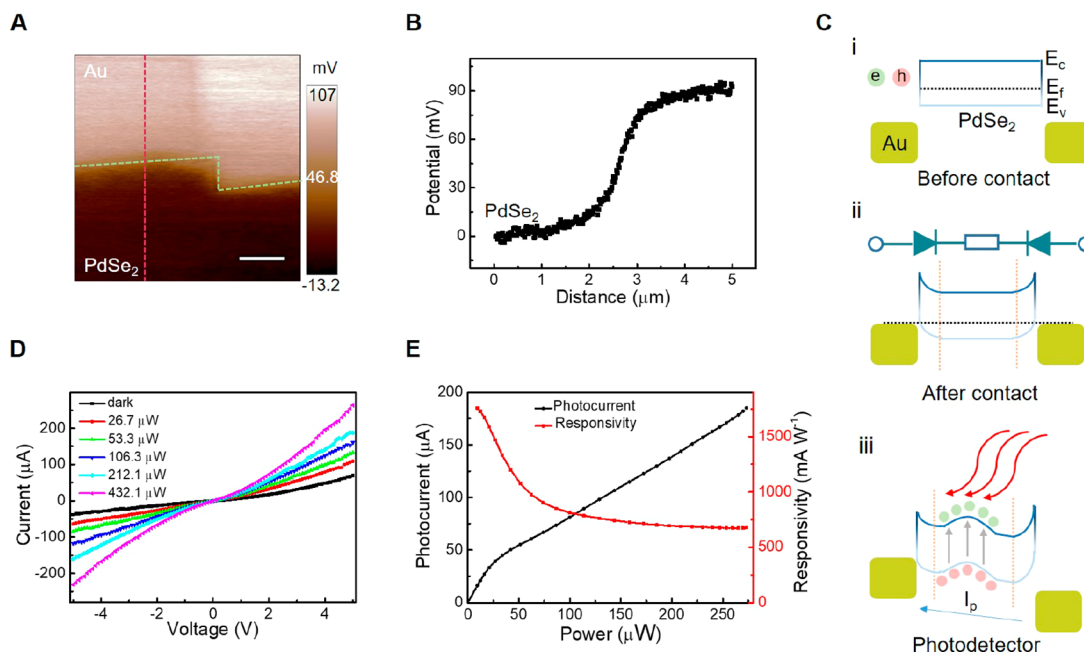 A
Au
PdSe2
mV
107
46.8
-13.2
B
Potential (mV)
90
60
30
0
PdSe2
0 1 2 3 4 5
Distance (μm)
C
i
e h
Ec
Ef
Ev
PdSe2
Au
Before contact
ii
After contact
iii
Ip
Photodetector
D
Current (μA)
200
100
0
-100
-200
dark
26.7 μW
53.3 μW
106.3 μW
212.1 μW
432.1 μW
-4 -2 0 2 4
Voltage (V)
E
Photocurrent (μA)
200
150
100
50
0
Photocurrent
Responsivity
0 50 100 150 200 250
Power (μW)
1500
1000
500
0
Responsivity (mA W-1)